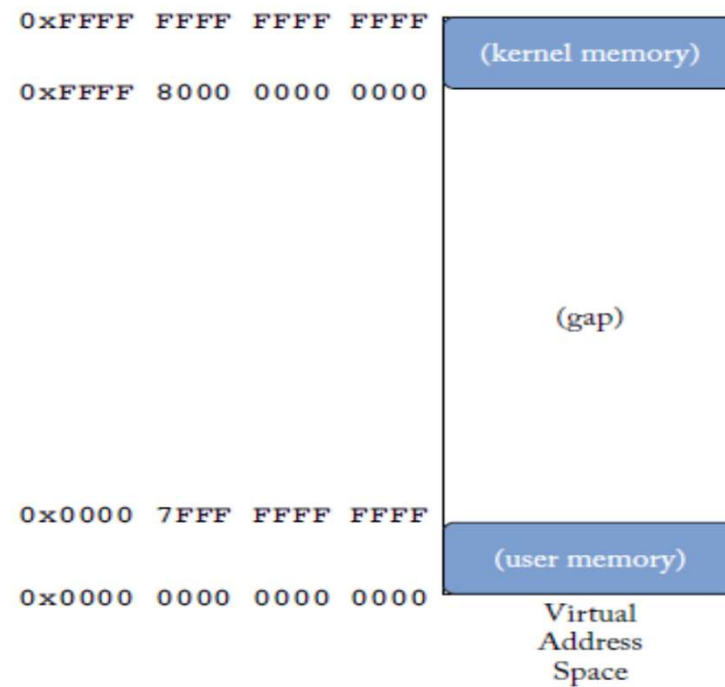 0xFFFF FFFF FFFF FFFF
(kernel memory)
0xFFFF 8000 0000 0000
(gap)
0x0000 7FFF FFFF FFFF
(user memory)
0x0000 0000 0000 0000
Virtual
Address
Space